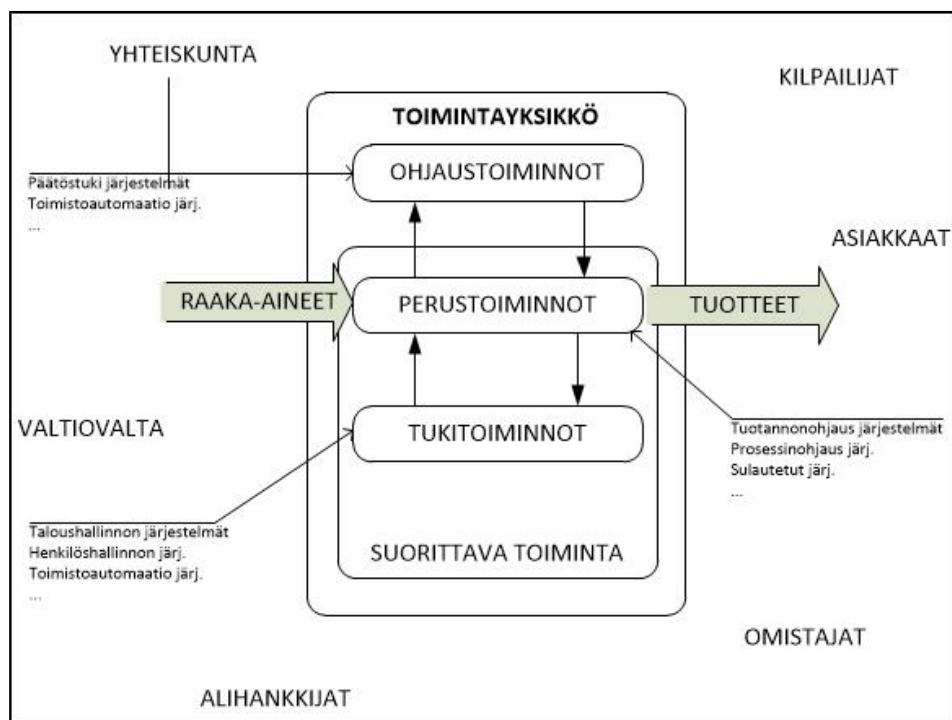 YHTEISKUNTA
KILPAILIJAT
TOIMINTAYKSIKKÖ
OHJAUSTOIMINNOT
Päätöstuki järjestelmät
Toimistoautomaatio järj.
...
ASIAKKAAT
RAAKA-AINEET
PERUSTOIMINNOT
TUOTTEET
VALTIOVALTA
TUKITOIMINNOT
Tuotannonohjaus järjestelmät
Prosessinohjaus järj.
Sulautetut järj.
...
Taloushallinnon järjestelmät
Henkilöshallinnon järj.
Toimistoautomaatio järj.
...
SUORITTAVA TOIMINTA
OMISTAJAT
ALIHANKKIJAT